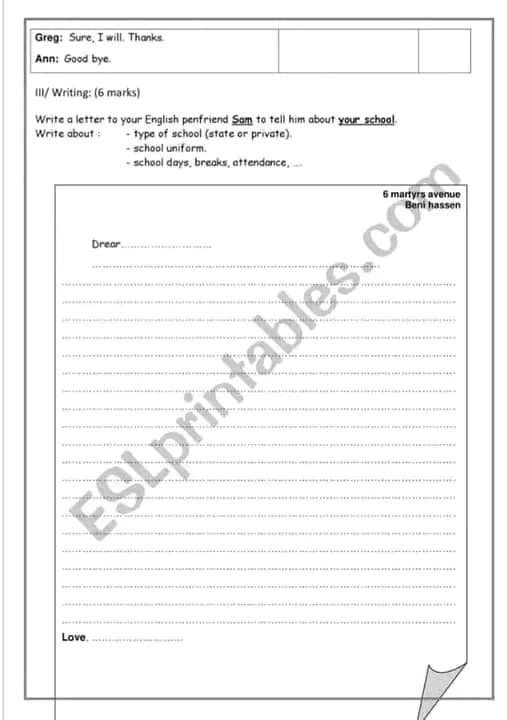 Greg: Sure, I will. Thanks.
Ann: Good bye.
III/ Writing: (6 marks)
Write a letter to your English penfriend Sam to tell him about your school.
Write about : - type of school (state or private).
- school uniform.
- school days, breaks, attendance, ...
6 martyrs avenue
Beni hassen
Drear........................
Love. ............................
ESLprintables.com